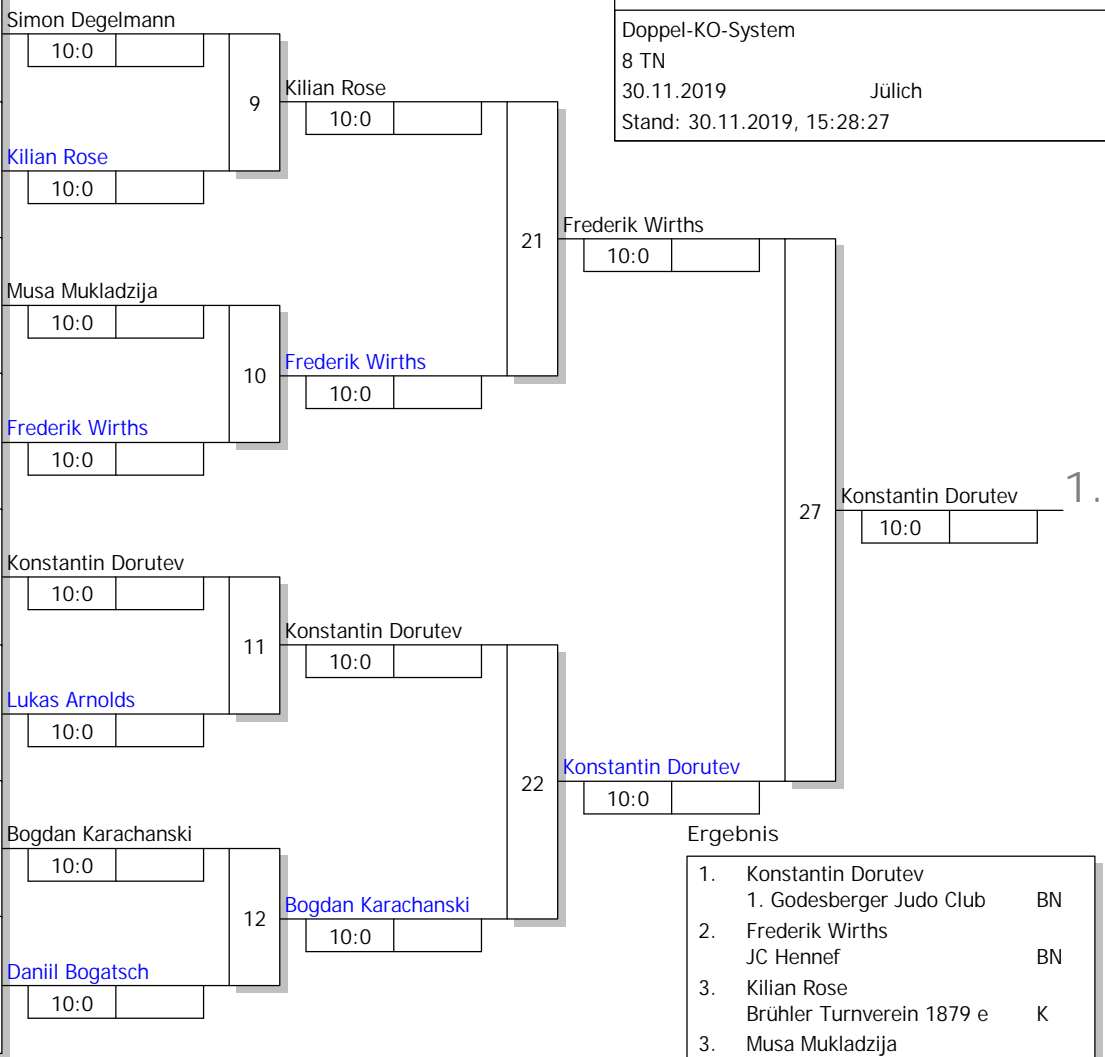 Simon Degelmann
10:0
9
Kilian Rose
10:0
Kilian Rose
10:0
Doppel-KO-System
8 TN
30.11.2019 Jülich
Stand: 30.11.2019, 15:28:27
21
Frederik Wirths
10:0
Musa Mukladzija
10:0
10
Frederik Wirths
10:0
Frederik Wirths
10:0
27
Konstantin Dorutev 1.
10:0
Konstantin Dorutev
10:0
11
Konstantin Dorutev
10:0
Lukas Arnolds
10:0
22
Konstantin Dorutev
10:0
Bogdan Karachanski
10:0
12
Bogdan Karachanski
10:0
Daniil Bogatsch
10:0
Ergebnis
1. Konstantin Dorutev
1. Godesberger Judo Club BN
2. Frederik Wirths
JC Hennef BN
3. Kilian Rose
Brühler Turnverein 1879 e K
3. Musa Mukladzija